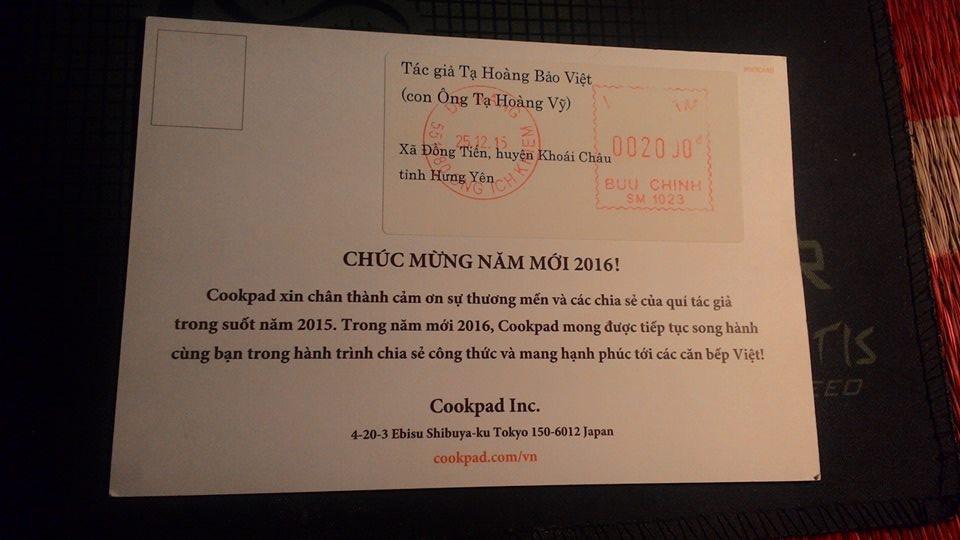 POSTCARD
Tác giả Tạ Hoàng Bảo Việt
(con Ông Tạ Hoàng Vỹ)
25.12.15
Xã Đồng Tiến, huyện Khoái Châu
tỉnh Hưng Yên
ICH KHIEM
BUU CHINH
SM 1023
CHÚC MỪNG NĂM MỚI 2016!
Cookpad xin chân thành cảm ơn sự thương mến và các chia sẻ của quí tác giả
trong suốt năm 2015. Trong năm mới 2016, Cookpad mong được tiếp tục song hành
cùng bạn trong hành trình chia sẻ công thức và mang hạnh phúc tới các căn bếp Việt!
Cookpad Inc.
4-20-3 Ebisu Shibuya-ku Tokyo 150-6012 Japan
cookpad.com/vn